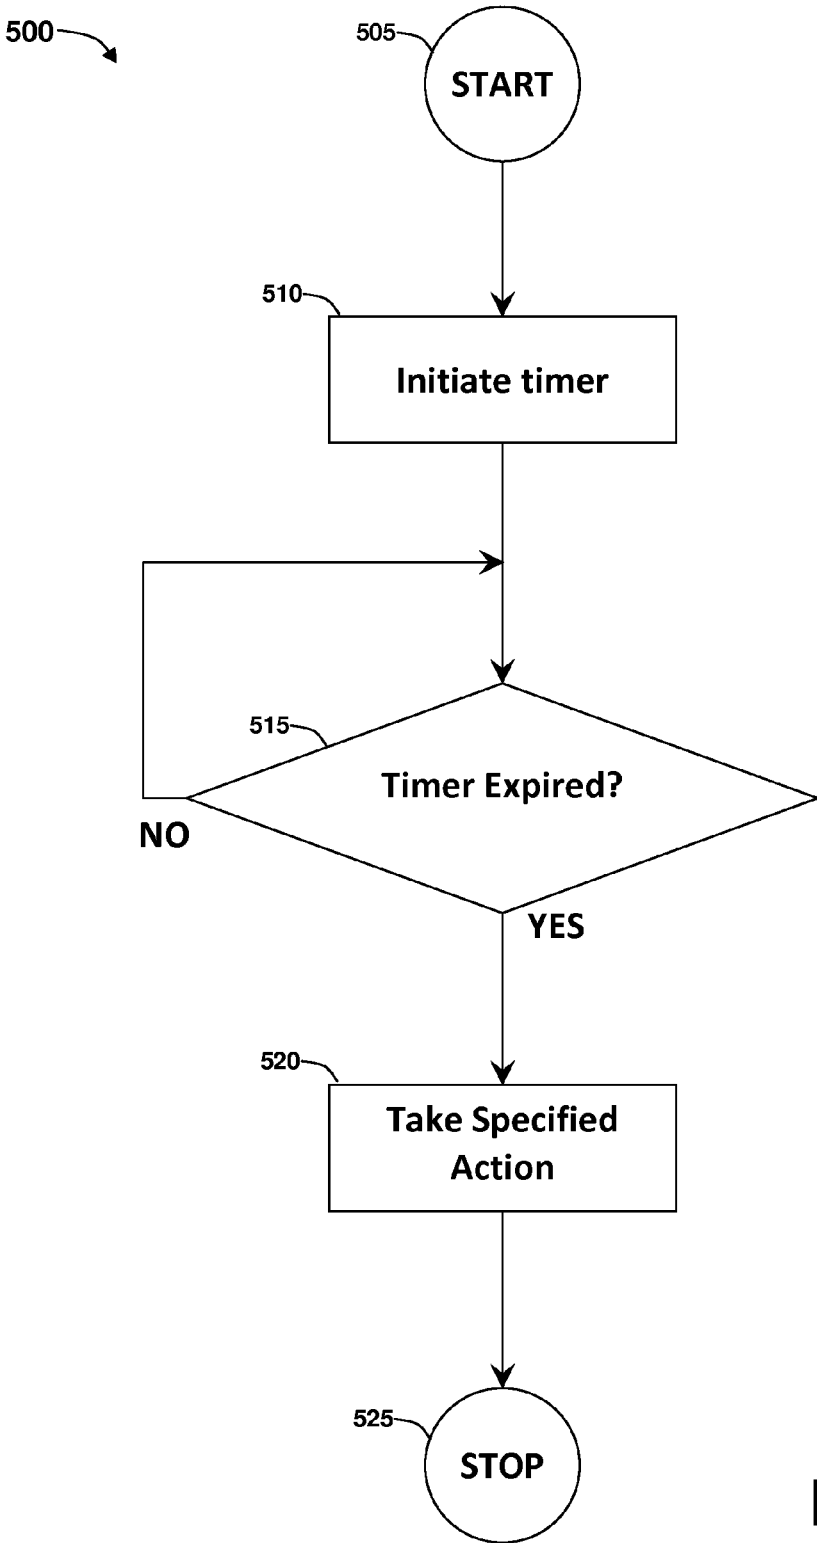 500
505
START
510
Initiate timer
515
Timer Expired?
NO
YES
520
Take Specified
Action
525
STOP